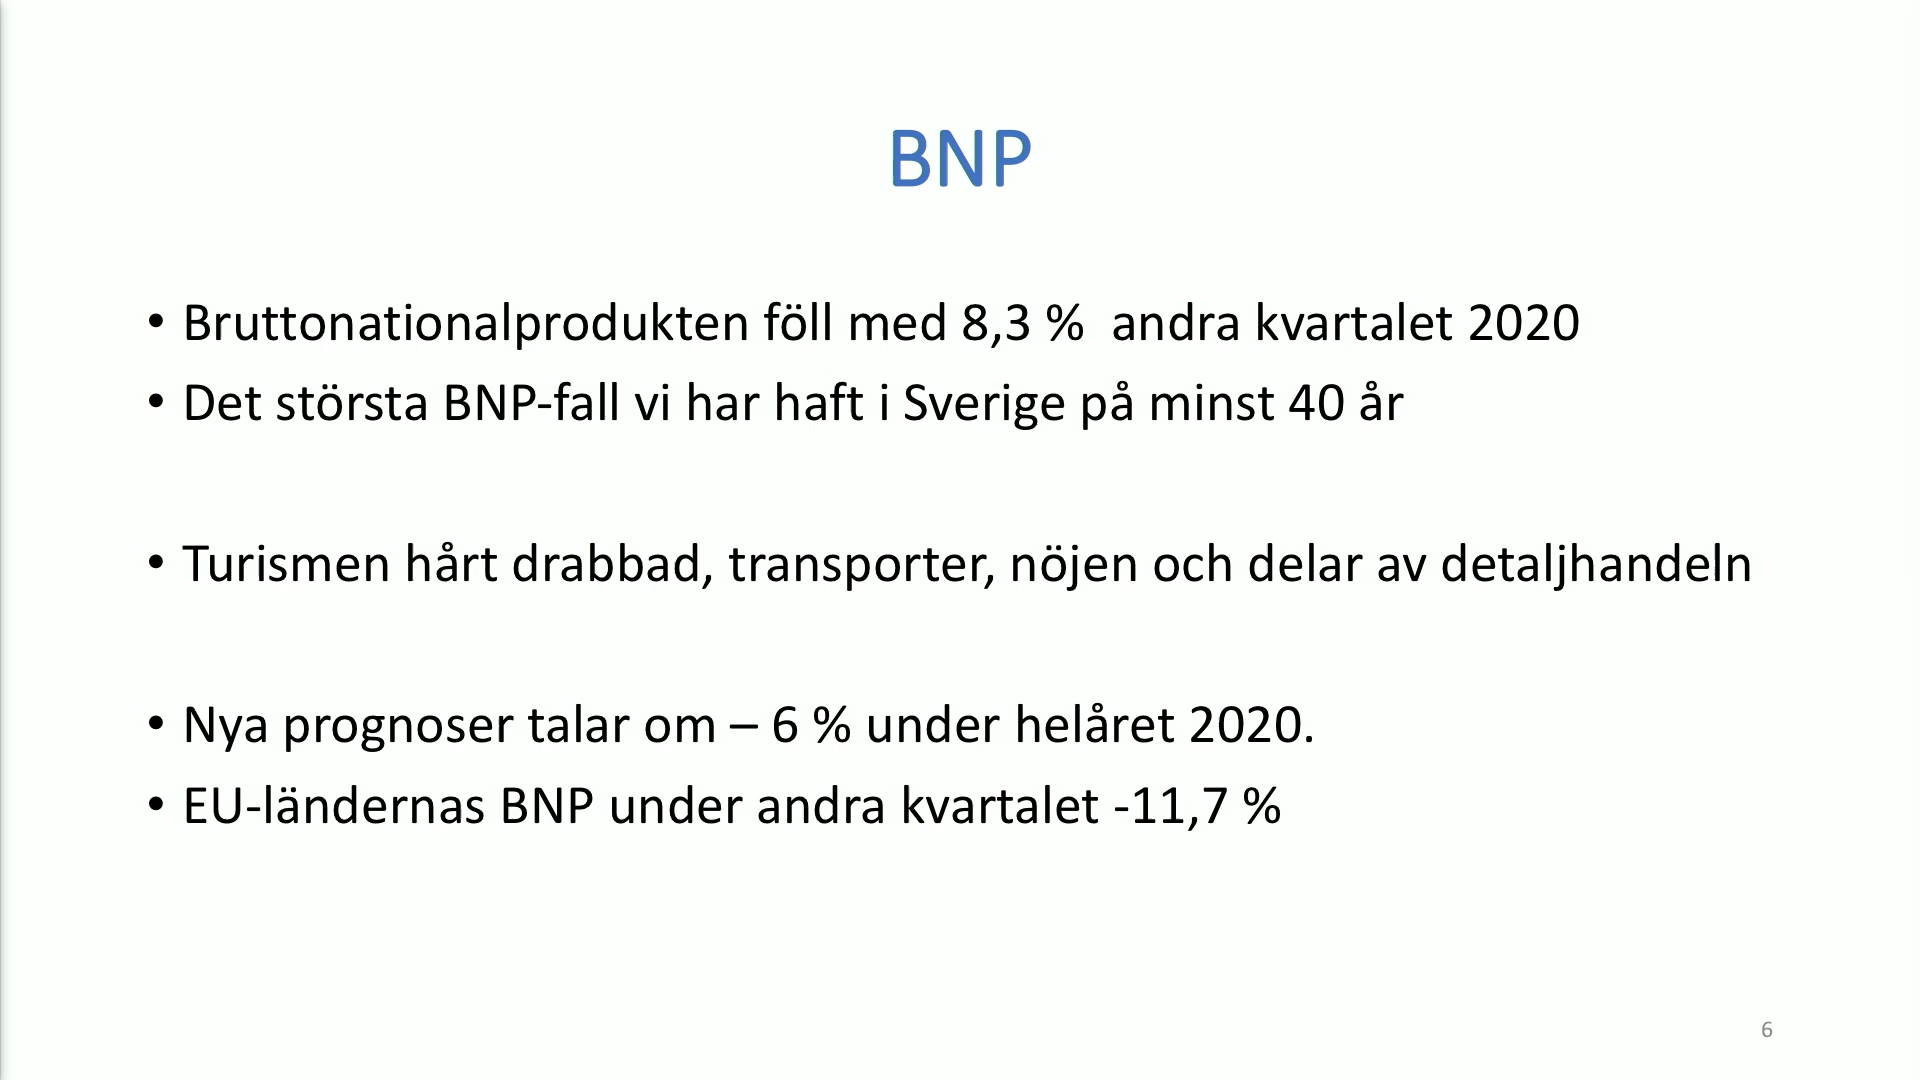 BNP
• Bruttonationalprodukten föll med 8,3 %  andra kvartalet 2020
• Det största BNP-fall vi har haft i Sverige på minst 40 år
• Turismen hårt drabbad, transporter, nöjen och delar av detaljhandeln
• Nya prognoser talar om – 6 % under helåret 2020.
• EU-ländernas BNP under andra kvartalet -11,7 %
6